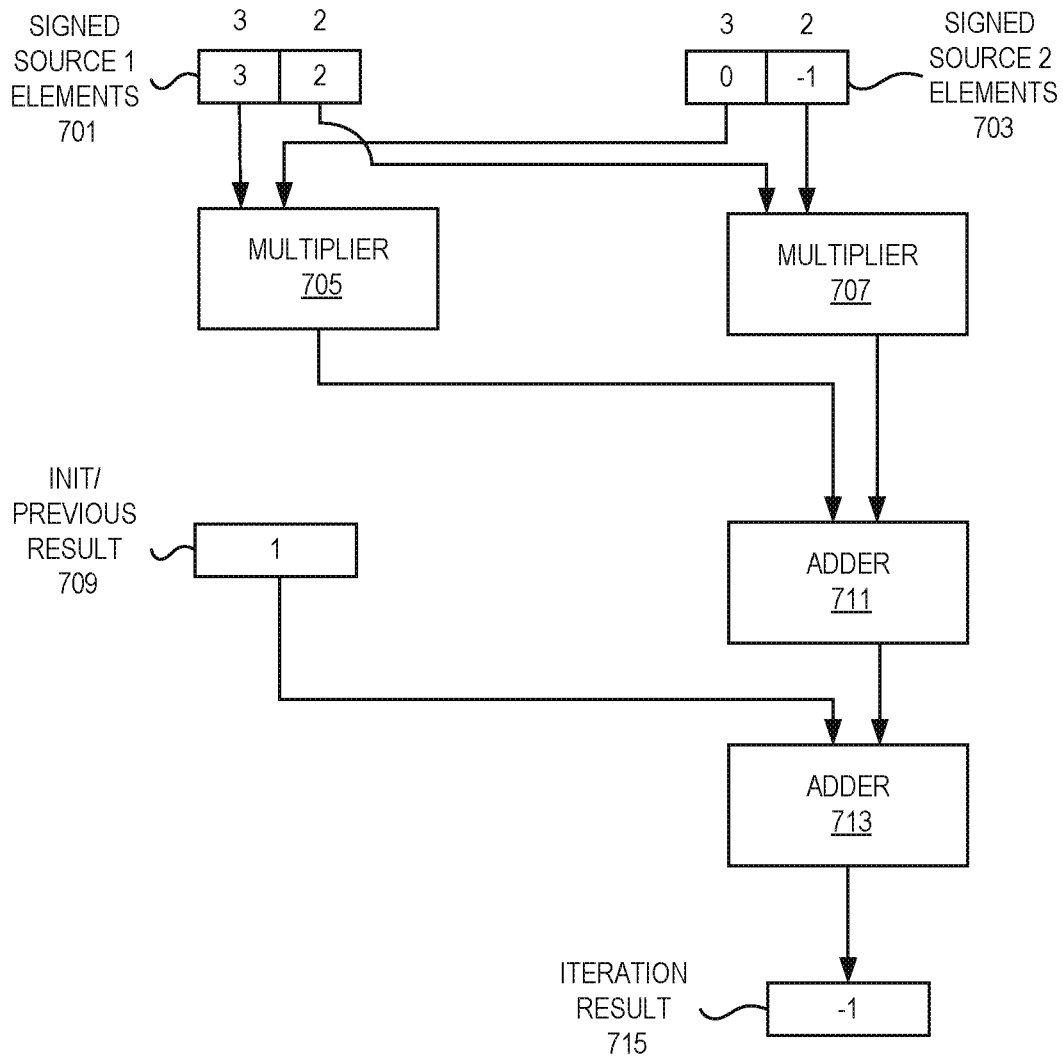 SIGNED
SOURCE 1
ELEMENTS
701
3 2
3 2
3 2
0 -1
SIGNED
SOURCE 2
ELEMENTS
703
MULTIPLIER
705
MULTIPLIER
707
INIT/
PREVIOUS
RESULT
709
1
ADDER
711
ADDER
713
ITERATION
RESULT
715
-1